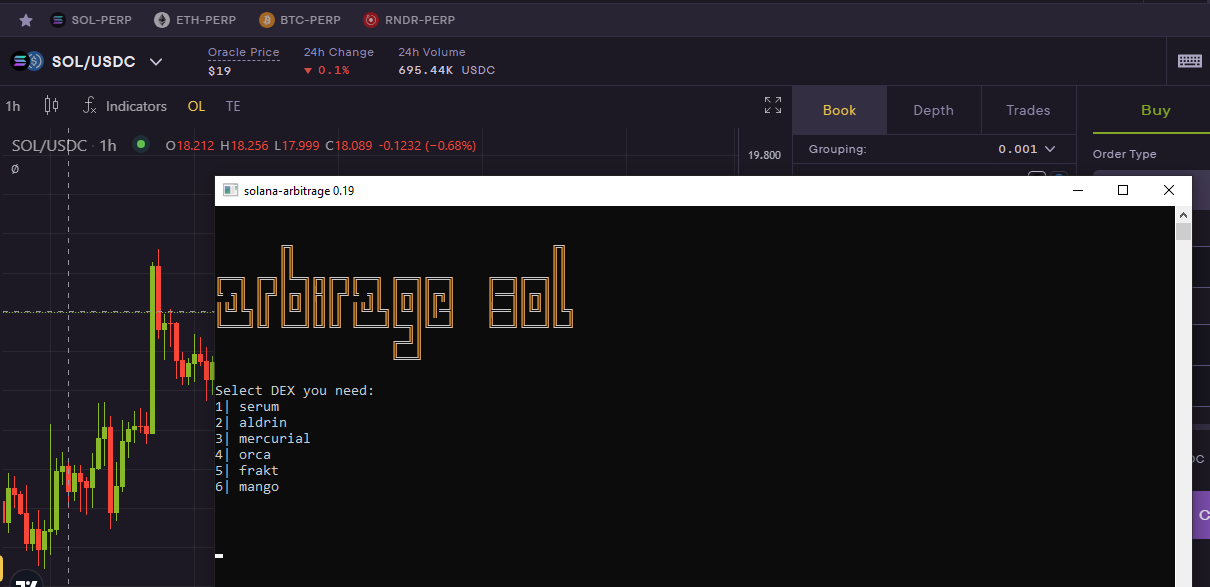 SOL-PERP ETH-PERP BTC-PERP RNDR-PERP
SOL/USDC
Oracle Price 24h Change 24h Volume
$19 ▼ 0.1% 695.44K USDC
1h Indicators OL TE
Book Depth Trades Buy
SOL/USDC · 1h O18.212 H18.256 L17.999 C18.089 -0.1232 (−0.68%)
Ø
19.800
Grouping: 0.001
Order Type
solana-arbitrage 0.19
arbirage sol
Select DEX you need:
1| serum
2| aldrin
3| mercurial
4| orca
5| frakt
6| mango